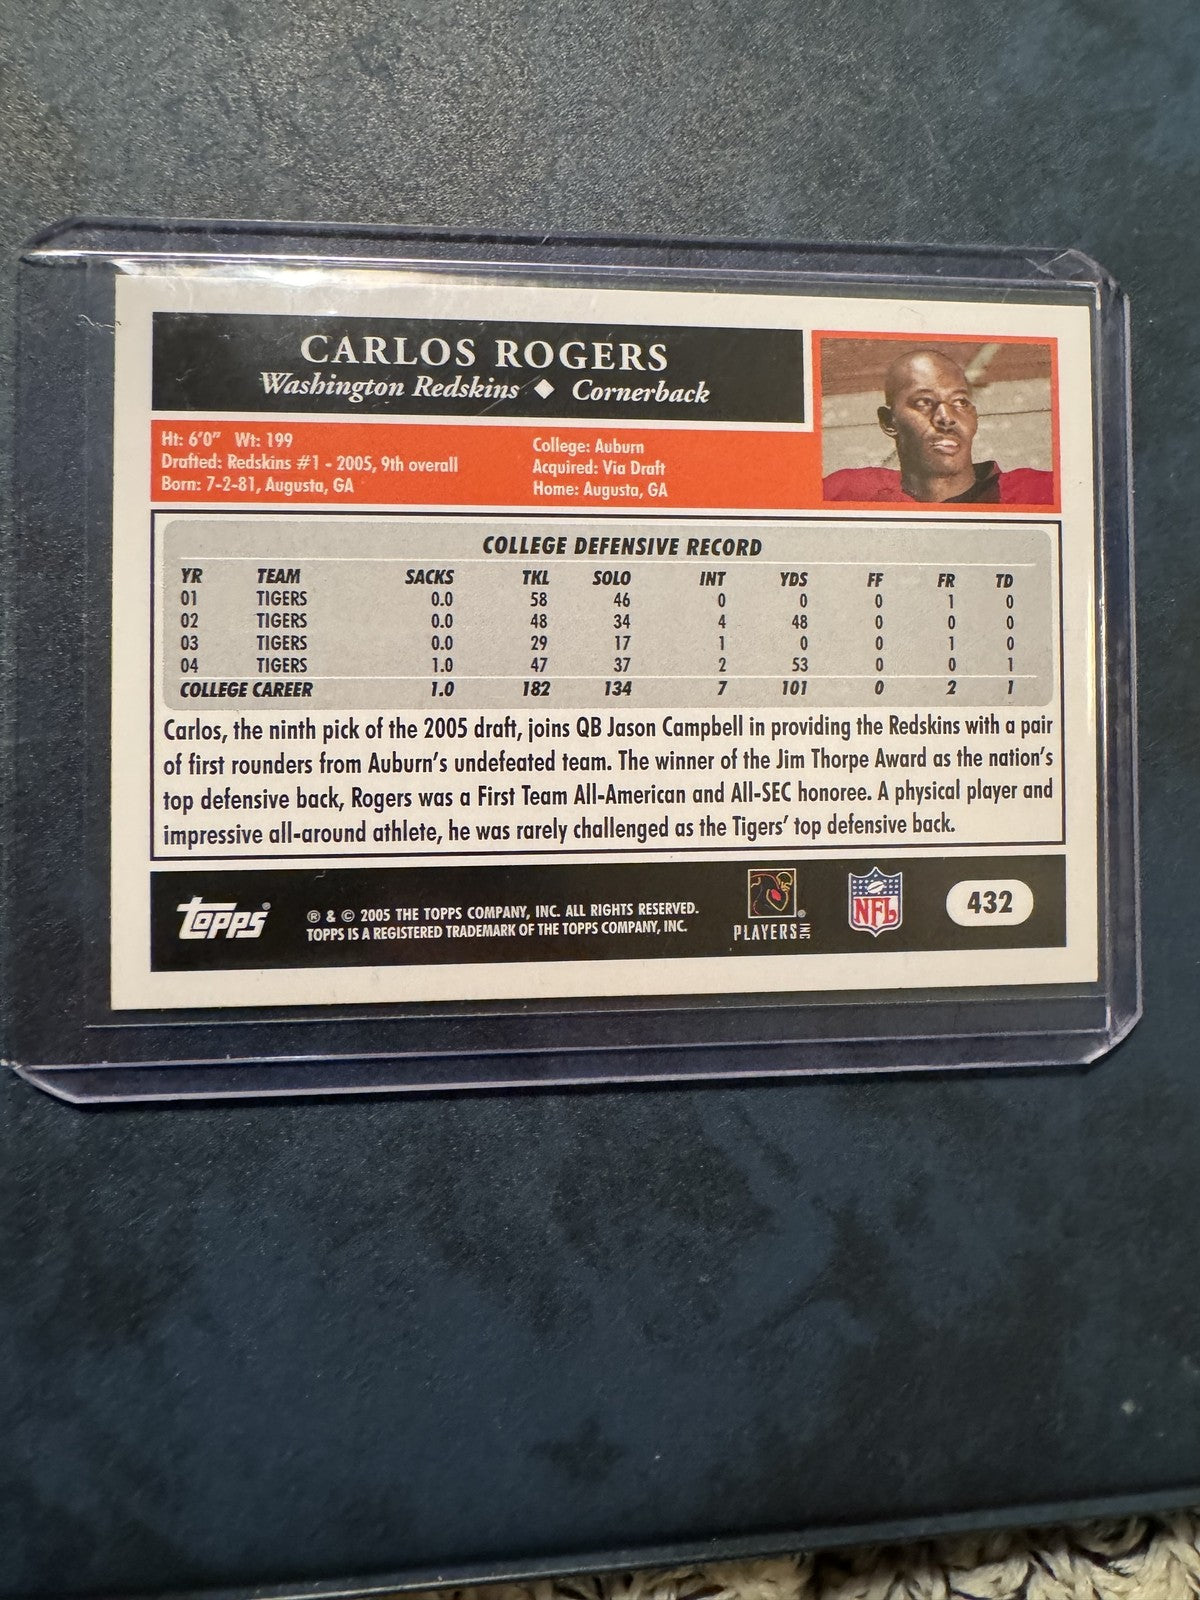 CARLOS ROGERS
Washington Redskins ◆ Cornerback
Ht: 6'0" Wt: 199
Drafted: Redskins #1 - 2005, 9th overall
Born: 7-2-81, Augusta, GA
College: Auburn
Acquired: Via Draft
Home: Augusta, GA
COLLEGE DEFENSIVE RECORD
YR TEAM SACKS TKL SOLO INT YDS FF FR TD
01 TIGERS 0.0 58 46 0 0 0 1 0
02 TIGERS 0.0 48 34 4 48 0 0 0
03 TIGERS 0.0 29 17 1 0 0 1 0
04 TIGERS 1.0 47 37 2 53 0 0 1
COLLEGE CAREER 1.0 182 134 7 101 0 2 1
Carlos, the ninth pick of the 2005 draft, joins QB Jason Campbell in providing the Redskins with a pair
of first rounders from Auburn's undefeated team. The winner of the Jim Thorpe Award as the nation's
top defensive back, Rogers was a First Team All-American and All-SEC honoree. A physical player and
impressive all-around athlete, he was rarely challenged as the Tigers' top defensive back.
topps®
® & © 2005 THE TOPPS COMPANY, INC. ALL RIGHTS RESERVED.
TOPPS IS A REGISTERED TRADEMARK OF THE TOPPS COMPANY, INC.
®
PLAYERS INC
NFL
432